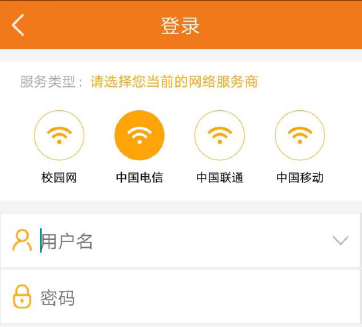 登录
服务类型：请选择您当前的网络服务商
校园网 中国电信 中国联通 中国移动
用户名
密码